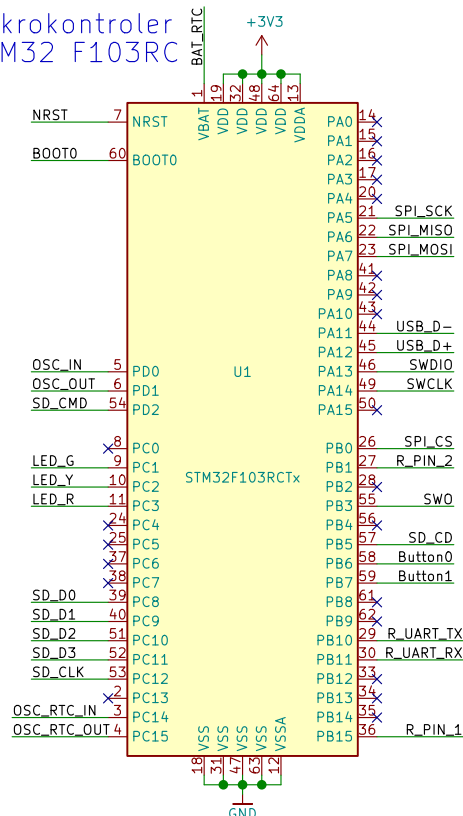 krokontroler
M32 F103RC
BAT_RTC
+3V3
1 19 32 48 64 13
VBAT VDD VDD VDD VDD VDDA
NRST 7 NRST
BOOT0 60 BOOT0
OSC_IN 5 PD0
OSC_OUT 6 PD1
SD_CMD 54 PD2
8 PC0
LED_G 9 PC1
LED_Y 10 PC2
LED_R 11 PC3
24 PC4
25 PC5
37 PC6
38 PC7
SD_D0 39 PC8
SD_D1 40 PC9
SD_D2 51 PC10
SD_D3 52 PC11
SD_CLK 53 PC12
2 PC13
OSC_RTC_IN 3 PC14
OSC_RTC_OUT 4 PC15
U1
STM32F103RCTx
PA0 14
PA1 15
PA2 16
PA3 17
PA4 20
PA5 21 SPI_SCK
PA6 22 SPI_MISO
PA7 23 SPI_MOSI
PA8 41
PA9 42
PA10 43
PA11 44 USB_D-
PA12 45 USB_D+
PA13 46 SWDIO
PA14 49 SWCLK
PA15 50
PB0 26 SPI_CS
PB1 27 R_PIN_2
PB2 28
PB3 55 SWO
PB4 56
PB5 57 SD_CD
PB6 58 Button0
PB7 59 Button1
PB8 61
PB9 62
PB10 29 R_UART_TX
PB11 30 R_UART_RX
PB12 33
PB13 34
PB14 35
PB15 36 R_PIN_1
VSS VSS VSS VSS VSSA
18 31 47 63 12
GND